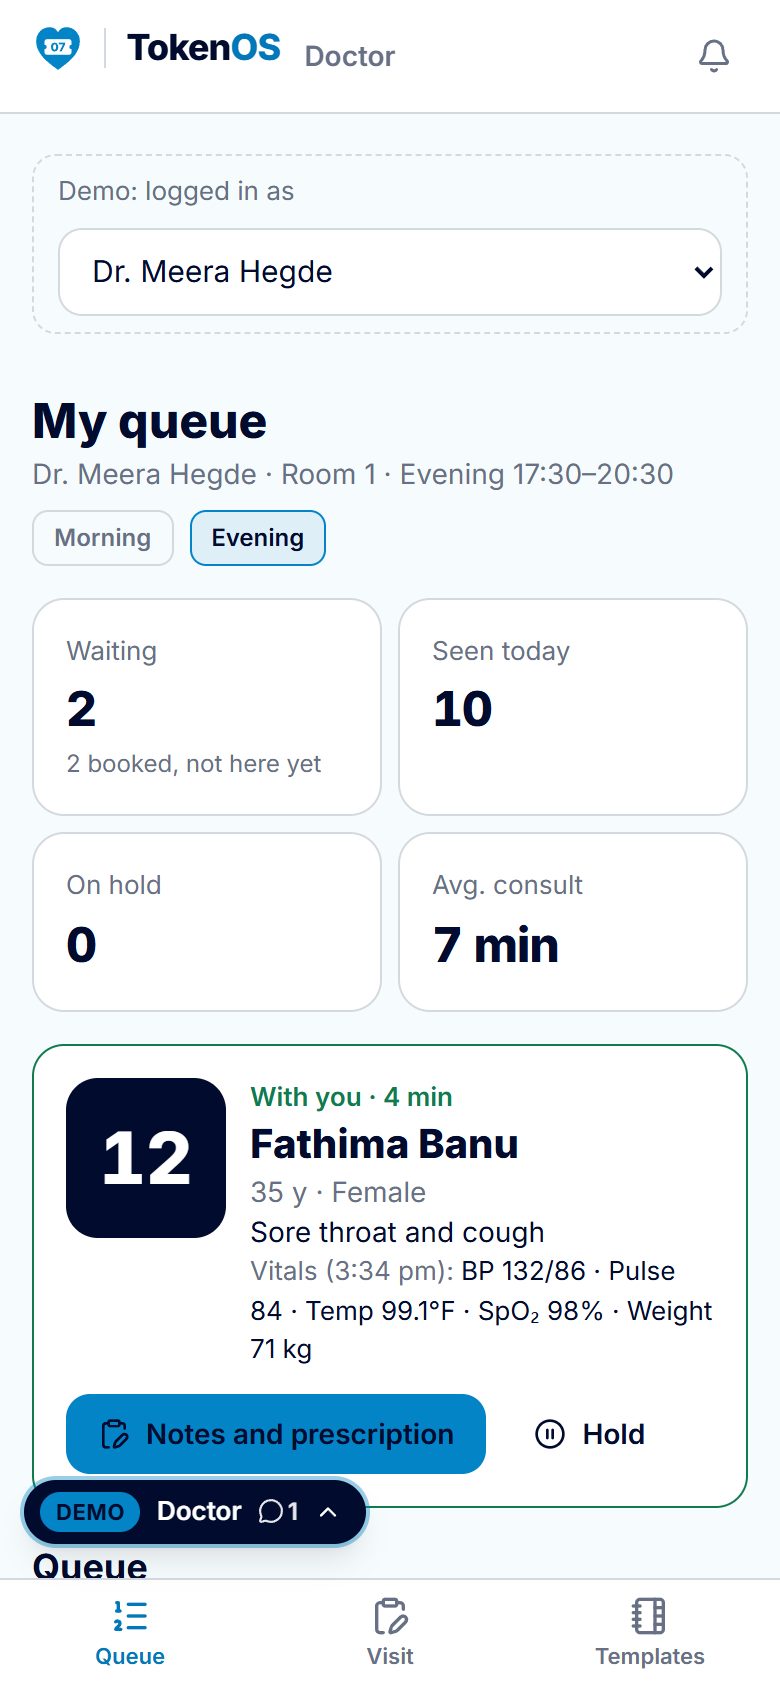 07
TokenOS Doctor
Demo: logged in as
Dr. Meera Hegde
My queue
Dr. Meera Hegde · Room 1 · Evening 17:30–20:30
Morning Evening
Waiting
2
2 booked, not here yet
Seen today
10
On hold
0
Avg. consult
7 min
12
With you · 4 min
Fathima Banu
35 y · Female
Sore throat and cough
Vitals (3:34 pm): BP 132/86 · Pulse
84 · Temp 99.1°F · SpO₂ 98% · Weight
71 kg
Notes and prescription
Hold
DEMO Doctor 1
Queue
1
2
Queue
Visit
Templates